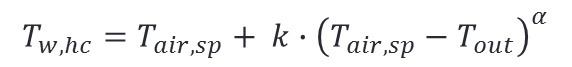 T_{w,hc} = T_{air,sp} + k · (T_{air,sp} − T_{out})^α